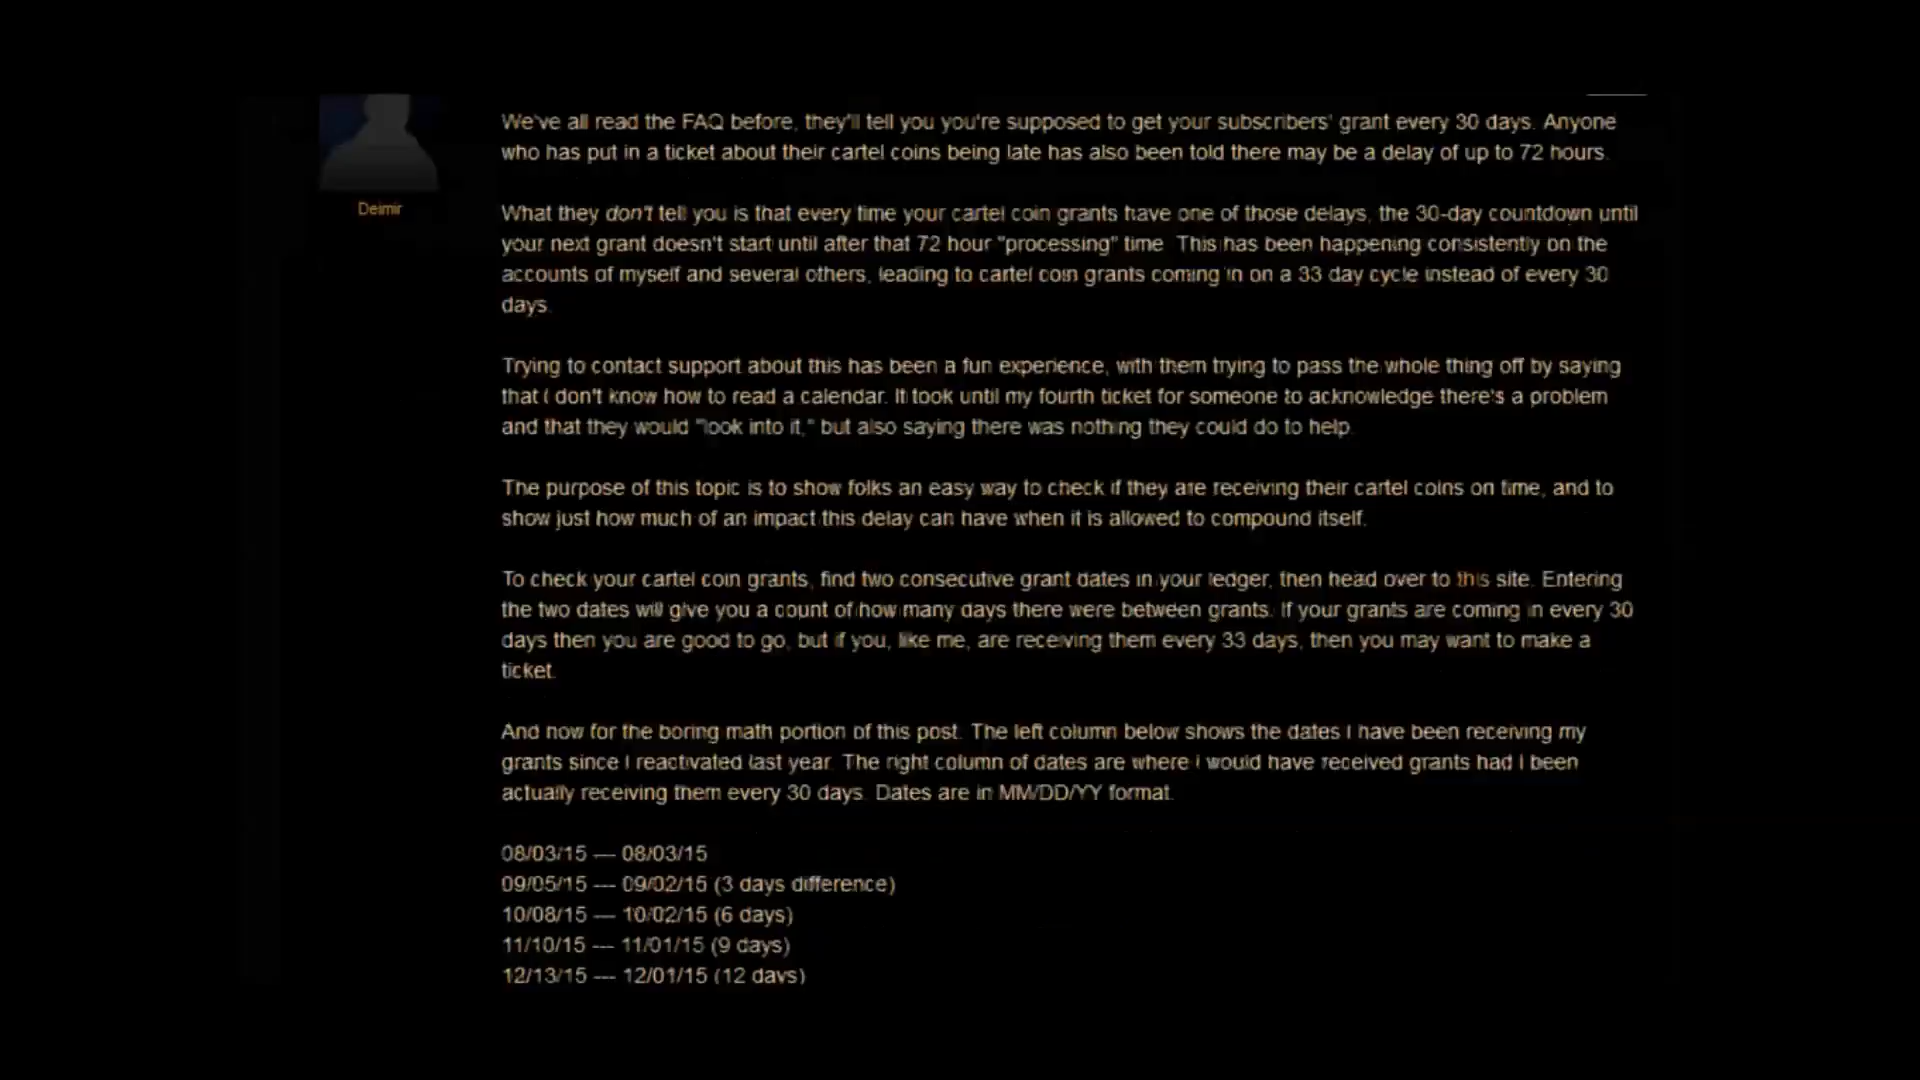 We've all read the FAQ before, they'll tell you you're supposed to get your subscribers' grant every 30 days. Anyone
who has put in a ticket about their cartel coins being late has also been told there may be a delay of up to 72 hours.
Deimir
What they don't tell you is that every time your cartel coin grants have one of those delays, the 30-day countdown until
your next grant doesn't start until after that 72 hour "processing" time. This has been happening consistently on the
accounts of myself and several others, leading to cartel coin grants coming in on a 33 day cycle instead of every 30
days.
Trying to contact support about this has been a fun experience, with them trying to pass the whole thing off by saying
that I don't know how to read a calendar. It took until my fourth ticket for someone to acknowledge there's a problem
and that they would "look into it," but also saying there was nothing they could do to help.
The purpose of this topic is to show folks an easy way to check if they are receiving their cartel coins on time, and to
show just how much of an impact this delay can have when it is allowed to compound itself.
To check your cartel coin grants, find two consecutive grant dates in your ledger, then head over to this site. Entering
the two dates will give you a count of how many days there were between grants. If your grants are coming in every 30
days then you are good to go, but if you, like me, are receiving them every 33 days, then you may want to make a
ticket.
And now for the boring math portion of this post. The left column below shows the dates I have been receiving my
grants since I reactivated last year. The right column of dates are where I would have received grants had I been
actually receiving them every 30 days. Dates are in MM/DD/YY format.
08/03/15 --- 08/03/15
09/05/15 --- 09/02/15 (3 days difference)
10/08/15 --- 10/02/15 (6 days)
11/10/15 --- 11/01/15 (9 days)
12/13/15 --- 12/01/15 (12 days)